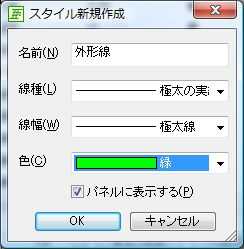 スタイル新規作成
名前(N) 外形線
線種(L) 極太の実
線幅(W) 極太線
色(C) 緑
パネルに表示する(P)
OK キャンセル